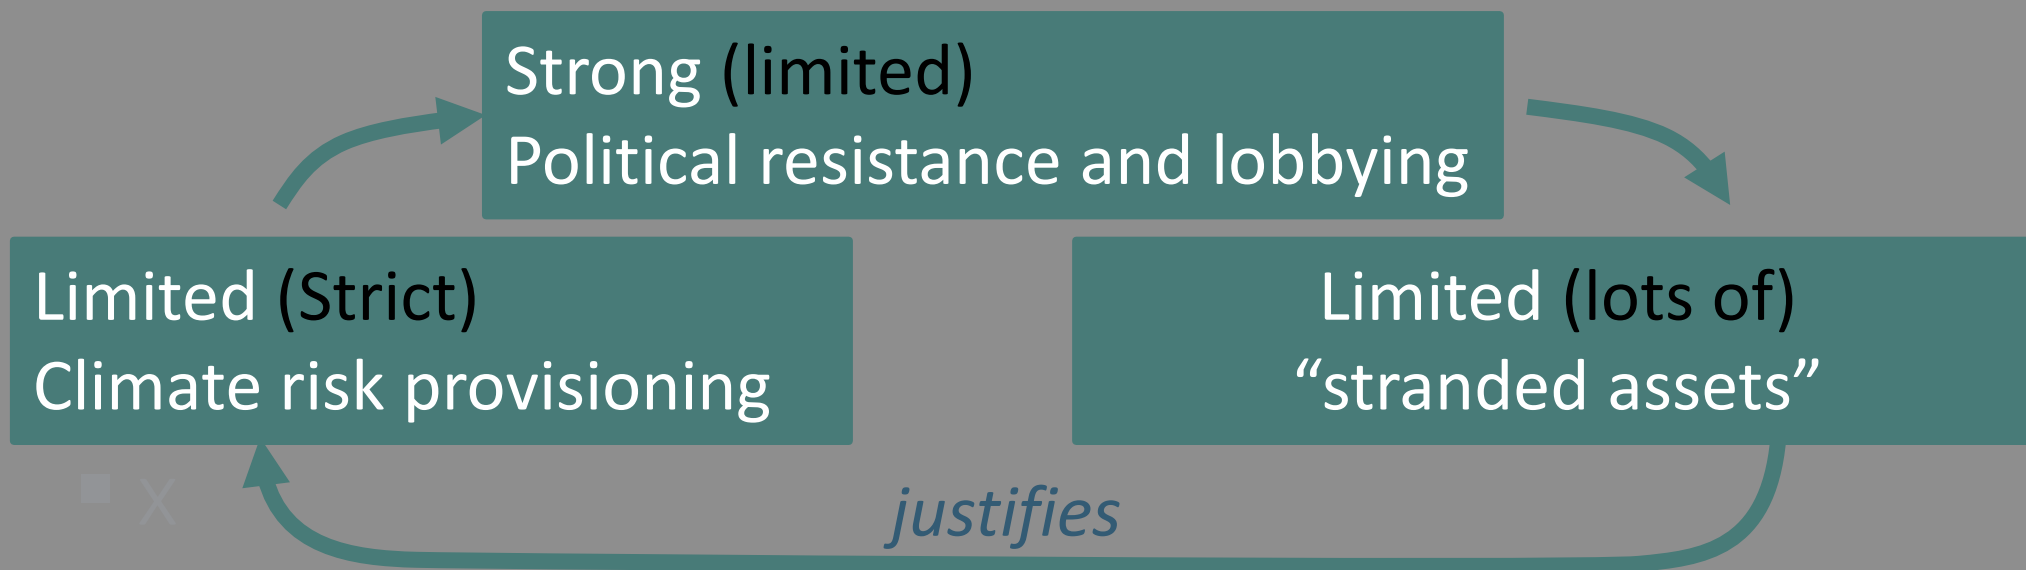 Strong (limited)
Political resistance and lobbying
Limited (Strict)
Climate risk provisioning
Limited (lots of)
“stranded assets”
▪ x
justifies